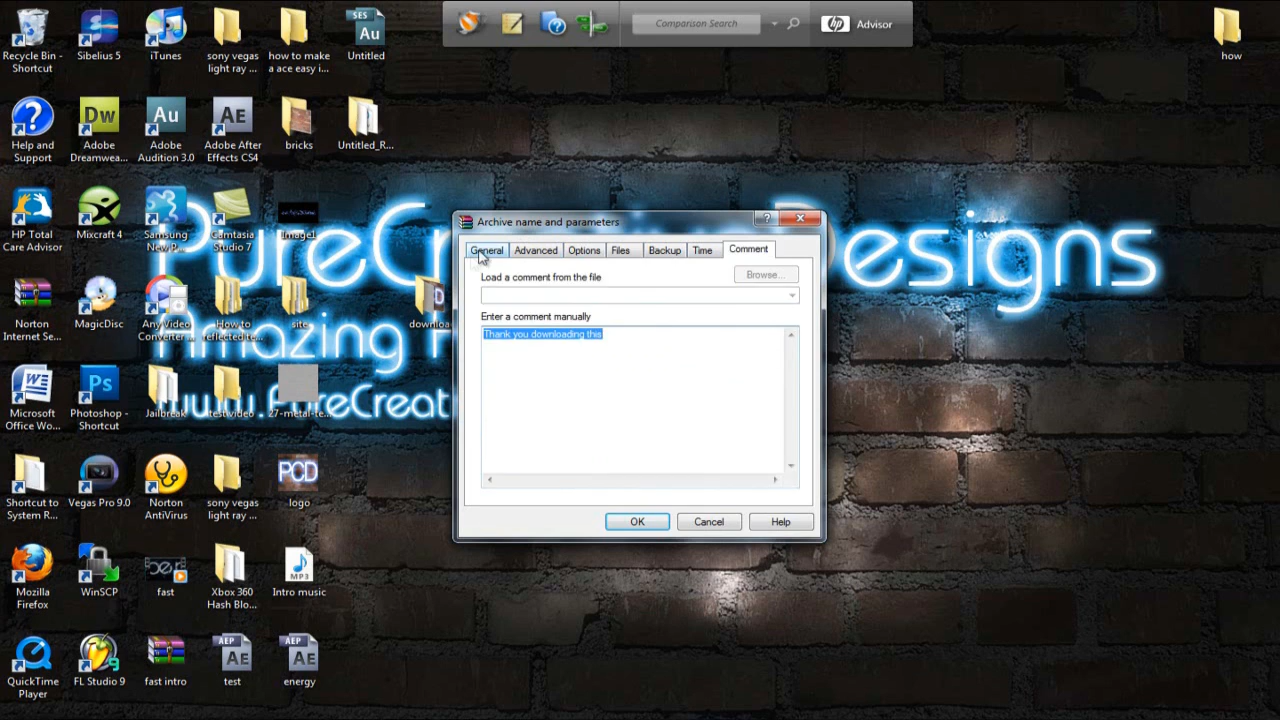 Comparison Search
Advisor
Recycle Bin -
Shortcut
Sibelius 5
iTunes
sony vegas
light ray ...
how to make
a ace easy i...
SES
Au
Untitled
how
Help and
Support
Dw
Adobe
Dreamwea...
Au
Adobe
Audition 3.0
AE
Adobe After
Effects CS4
bricks
Untitled_R...
HP Total
Care Advisor
Mixcraft 4
Samsung
New P...
Camtasia
Studio 7
Image1
Designs
Archive name and parameters
General
Advanced
Options
Files
Backup
Time
Comment
Load a comment from the file
Browse...
Enter a comment manually
Thank you downloading this
OK
Cancel
Help
Norton
Internet Se...
MagicDisc
Any Video
Converter ...
How to
reflected te...
site
Amazing
Microsoft
Office Wo...
Ps
Photoshop -
Shortcut
Jailbreak
test video
27-metal-te...
Shortcut to
System R...
Vegas Pro 9.0
Norton
AntiVirus
sony vegas
light ray ...
PCD
logo
Mozilla
Firefox
WinSCP
fast
Xbox 360
Hash Blo...
MP3
Intro music
QuickTime
Player
FL Studio 9
fast intro
AEP
AE
test
AEP
AE
energy